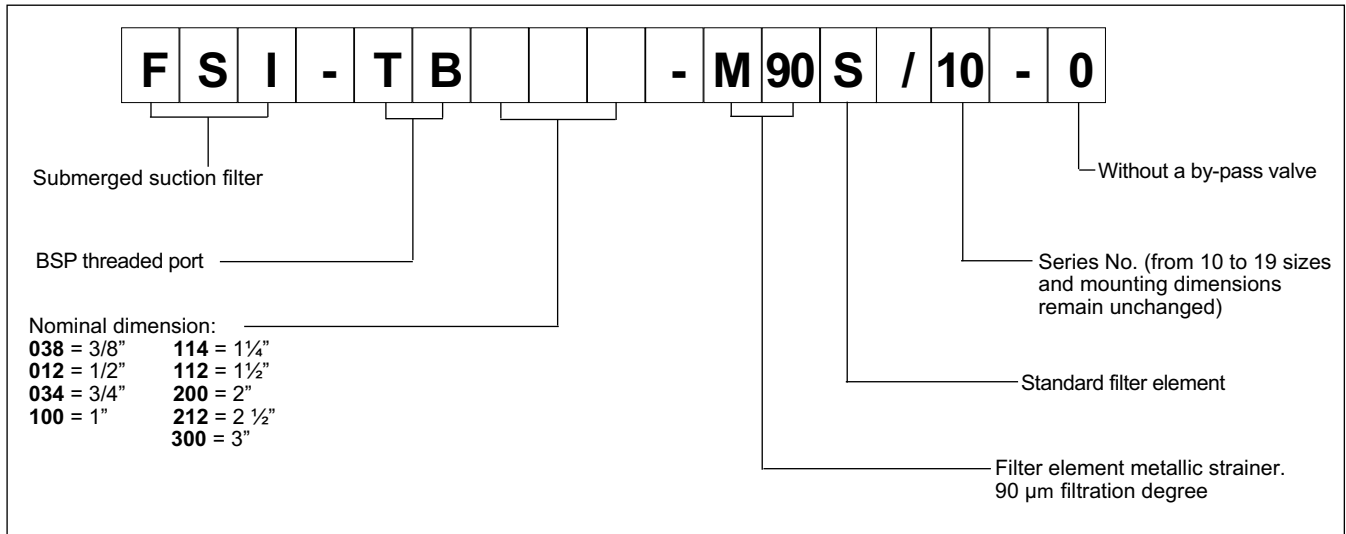 F S I - T B - M 90 S / 10 - 0
Submerged suction filter
Without a by-pass valve
BSP threaded port
Series No. (from 10 to 19 sizes
and mounting dimensions
remain unchanged)
Nominal dimension:
038 = 3/8” 114 = 1¼”
012 = 1/2” 112 = 1½”
034 = 3/4” 200 = 2”
100 = 1” 212 = 2 ½”
300 = 3”
Standard filter element
Filter element metallic strainer.
90 µm filtration degree